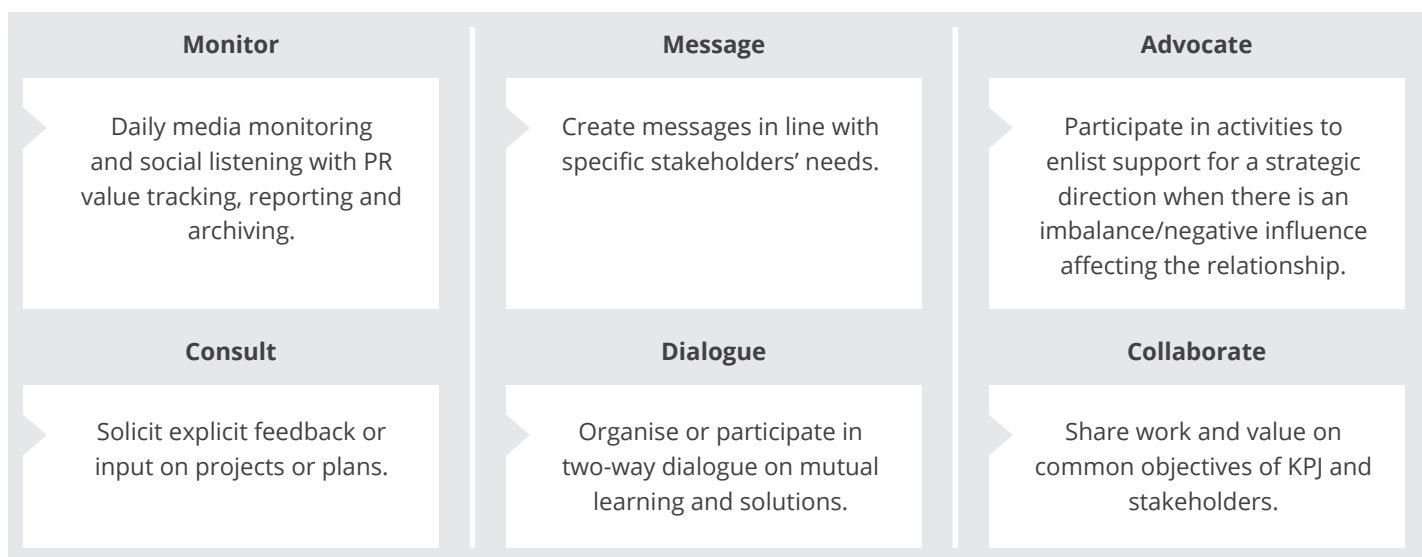 Monitor
Daily media monitoring
and social listening with PR
value tracking, reporting and
archiving.
Message
Create messages in line with
specific stakeholders’ needs.
Advocate
Participate in activities to
enlist support for a strategic
direction when there is an
imbalance/negative influence
affecting the relationship.
Consult
Solicit explicit feedback or
input on projects or plans.
Dialogue
Organise or participate in
two-way dialogue on mutual
learning and solutions.
Collaborate
Share work and value on
common objectives of KPJ and
stakeholders.